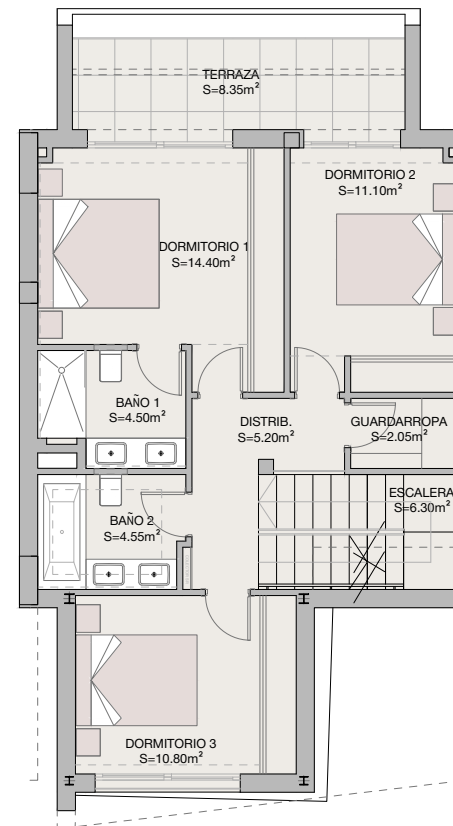 TERRAZA
S=8.35m²
DORMITORIO 2
S=11.10m²
DORMITORIO 1
S=14.40m²
BAÑO 1
S=4.50m²
DISTRIB.
S=5.20m²
GUARDARROPA
S=2.05m²
ESCALERA
S=6.30m²
BAÑO 2
S=4.55m²
DORMITORIO 3
S=10.80m²